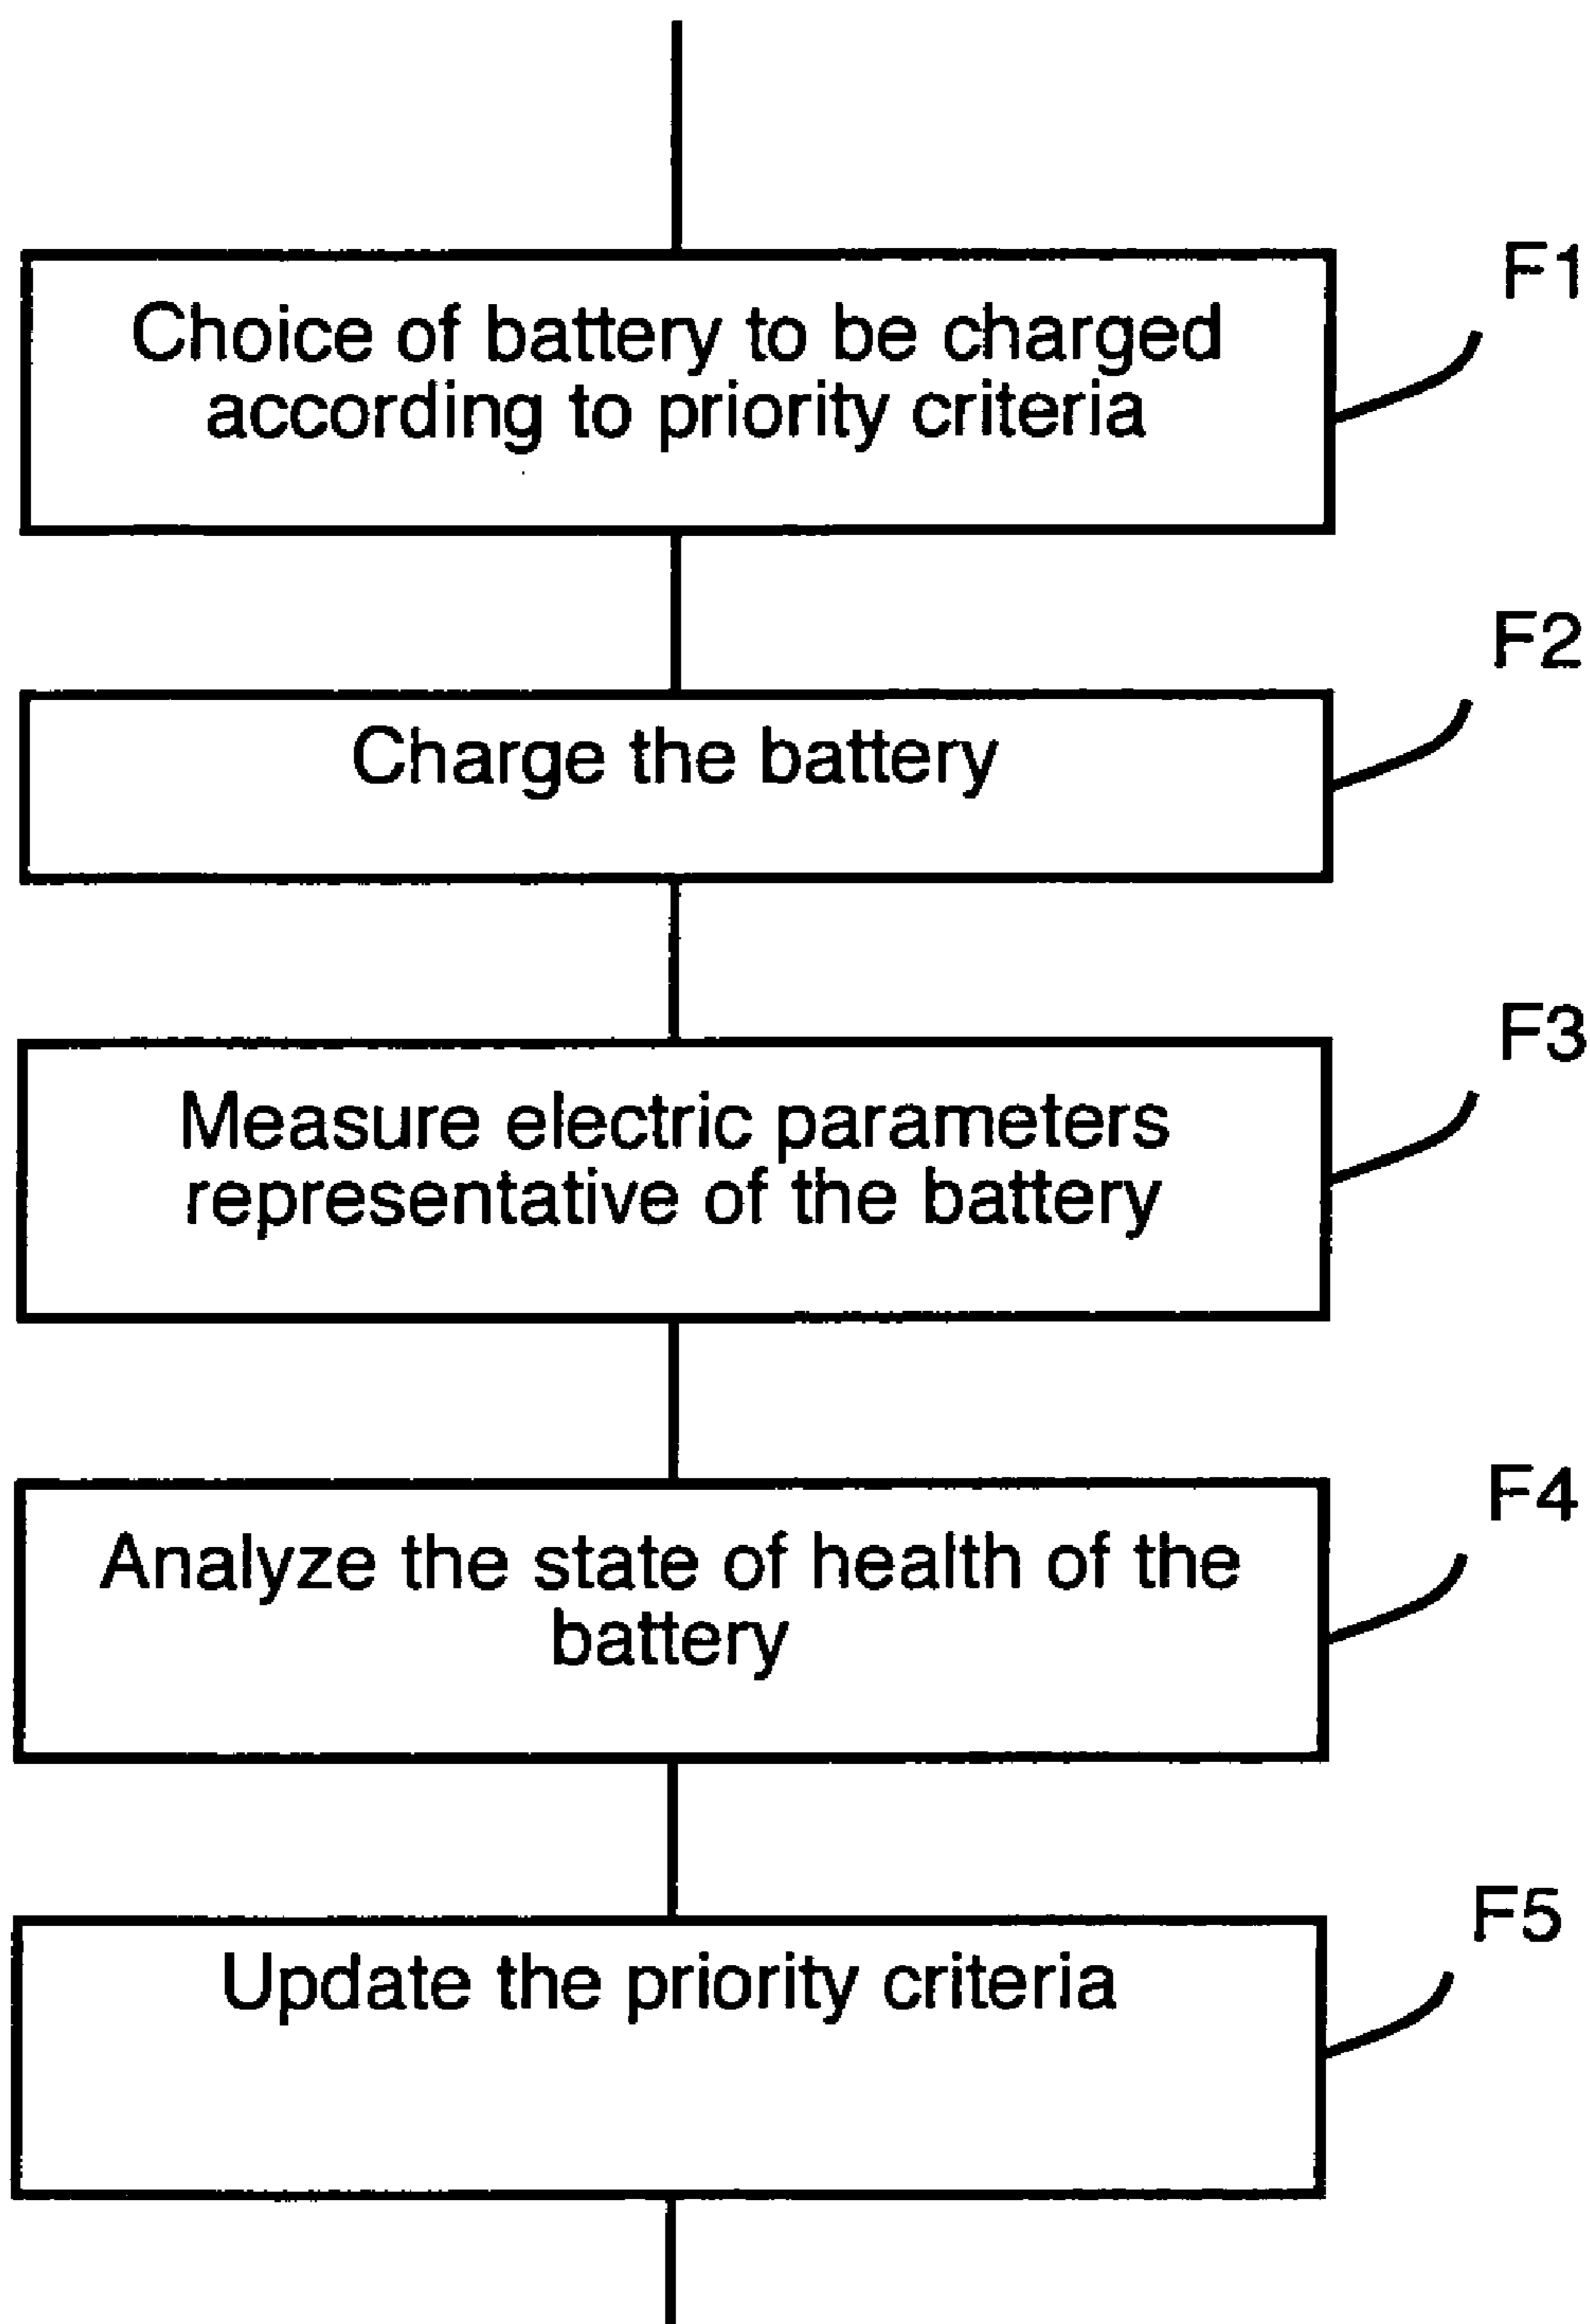 F1
Choice of battery to be charged
according to priority criteria
F2
Charge the battery
F3
Measure electric parameters
representative of the battery
F4
Analyze the state of health of the
battery
F5
Update the priority criteria